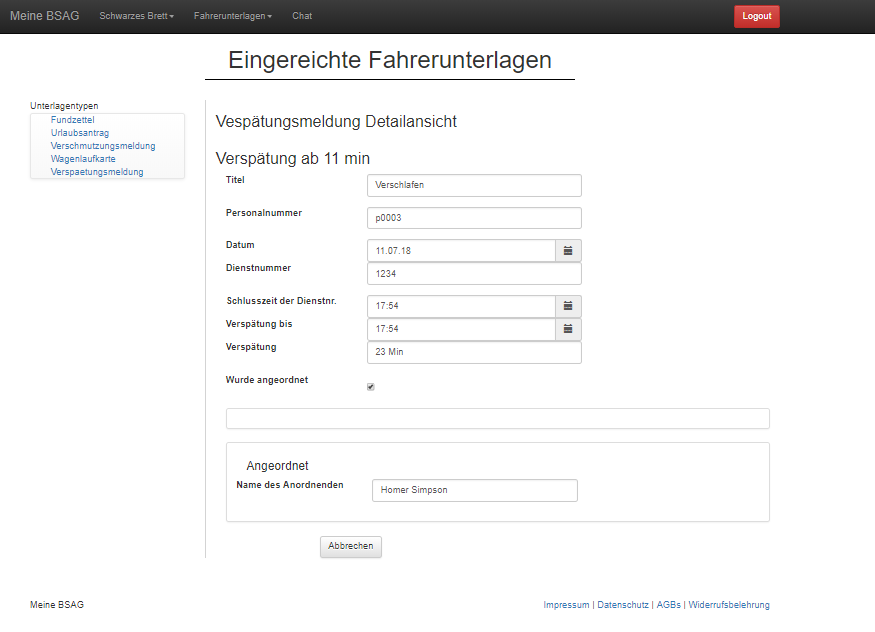 Meine BSAG Schwarzes Brett Fahrerunterlagen Chat Logout
Eingereichte Fahrerunterlagen
Unterlagentypen
Fundzettel
Urlaubsantrag
Verschmutzungsmeldung
Wagenlaufkarte
Verspaetungsmeldung
Vespätungsmeldung Detailansicht
Verspätung ab 11 min
Titel Verschlafen
Personalnummer p0003
Datum 11.07.18
Dienstnummer 1234
Schlusszeit der Dienstnr. 17:54
Verspätung bis 17:54
Verspätung 23 Min
Wurde angeordnet
Angeordnet
Name des Anordnenden Homer Simpson
Abbrechen
Meine BSAG Impressum | Datenschutz | AGBs | Widerrufsbelehrung